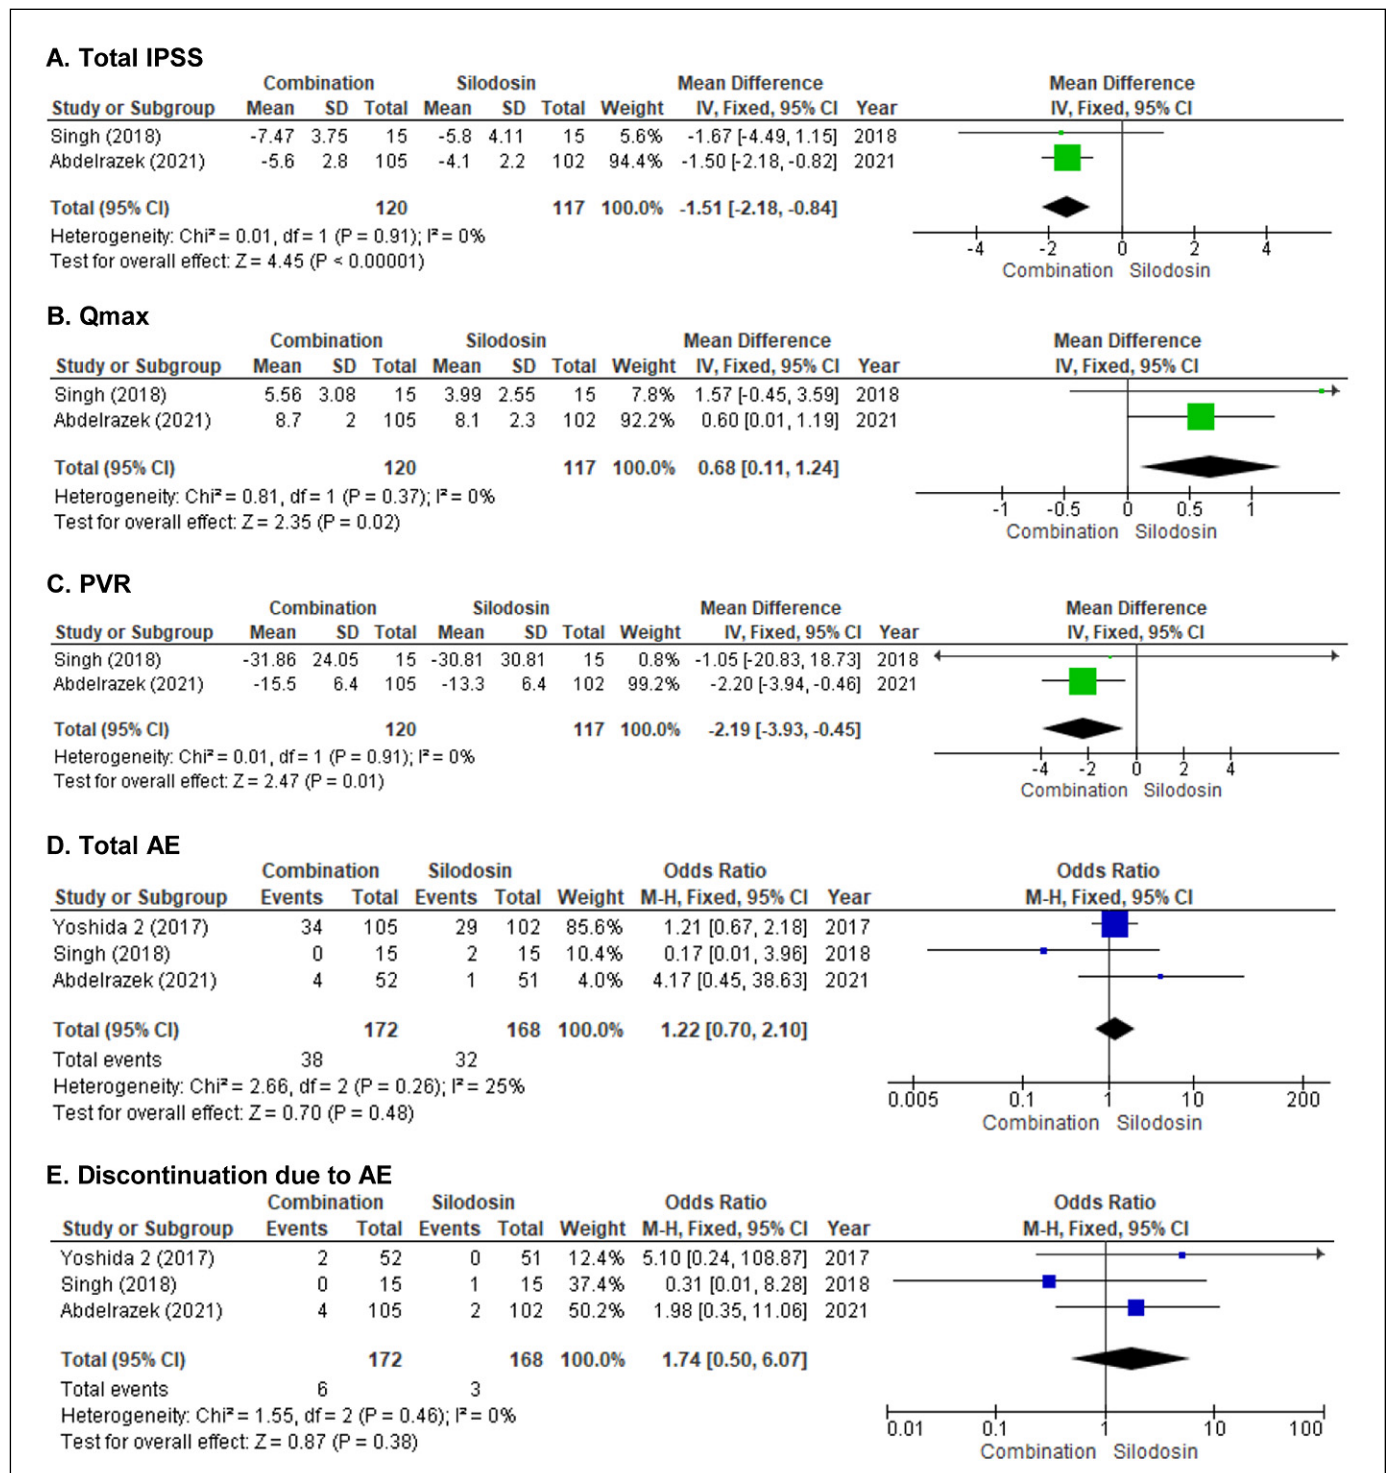 A. Total IPSS
Combination Silodosin Mean Difference Mean Difference
Study or Subgroup Mean SD Total Mean SD Total Weight IV, Fixed, 95% CI Year IV, Fixed, 95% CI
Singh (2018) -7.47 3.75 15 -5.8 4.11 15 5.6% -1.67 [-4.49, 1.15] 2018
Abdelrazek (2021) -5.6 2.8 105 -4.1 2.2 102 94.4% -1.50 [-2.18, -0.82] 2021
Total (95% CI) 120 117 100.0% -1.51 [-2.18, -0.84]
Heterogeneity: Chi² = 0.01, df = 1 (P = 0.91); I² = 0%
Test for overall effect: Z = 4.45 (P < 0.00001)
-4 -2 0 2 4
Combination Silodosin
B. Qmax
Combination Silodosin Mean Difference Mean Difference
Study or Subgroup Mean SD Total Mean SD Total Weight IV, Fixed, 95% CI Year IV, Fixed, 95% CI
Singh (2018) 5.56 3.08 15 3.99 2.55 15 7.8% 1.57 [-0.45, 3.59] 2018
Abdelrazek (2021) 8.7 2 105 8.1 2.3 102 92.2% 0.60 [0.01, 1.19] 2021
Total (95% CI) 120 117 100.0% 0.68 [0.11, 1.24]
Heterogeneity: Chi² = 0.81, df = 1 (P = 0.37); I² = 0%
Test for overall effect: Z = 2.35 (P = 0.02)
-1 -0.5 0 0.5 1
Combination Silodosin
C. PVR
Combination Silodosin Mean Difference Mean Difference
Study or Subgroup Mean SD Total Mean SD Total Weight IV, Fixed, 95% CI Year IV, Fixed, 95% CI
Singh (2018) -31.86 24.05 15 -30.81 30.81 15 0.8% -1.05 [-20.83, 18.73] 2018
Abdelrazek (2021) -15.5 6.4 105 -13.3 6.4 102 99.2% -2.20 [-3.94, -0.46] 2021
Total (95% CI) 120 117 100.0% -2.19 [-3.93, -0.45]
Heterogeneity: Chi² = 0.01, df = 1 (P = 0.91); I² = 0%
Test for overall effect: Z = 2.47 (P = 0.01)
-4 -2 0 2 4
Combination Silodosin
D. Total AE
Combination Silodosin Odds Ratio Odds Ratio
Study or Subgroup Events Total Events Total Weight M-H, Fixed, 95% CI Year M-H, Fixed, 95% CI
Yoshida 2 (2017) 34 105 29 102 85.6% 1.21 [0.67, 2.18] 2017
Singh (2018) 0 15 2 15 10.4% 0.17 [0.01, 3.96] 2018
Abdelrazek (2021) 4 52 1 51 4.0% 4.17 [0.45, 38.63] 2021
Total (95% CI) 172 168 100.0% 1.22 [0.70, 2.10]
Total events 38 32
Heterogeneity: Chi² = 2.66, df = 2 (P = 0.26); I² = 25%
Test for overall effect: Z = 0.70 (P = 0.48)
0.005 0.1 1 10 200
Combination Silodosin
E. Discontinuation due to AE
Combination Silodosin Odds Ratio Odds Ratio
Study or Subgroup Events Total Events Total Weight M-H, Fixed, 95% CI Year M-H, Fixed, 95% CI
Yoshida 2 (2017) 2 52 0 51 12.4% 5.10 [0.24, 108.87] 2017
Singh (2018) 0 15 1 15 37.4% 0.31 [0.01, 8.28] 2018
Abdelrazek (2021) 4 105 2 102 50.2% 1.98 [0.35, 11.06] 2021
Total (95% CI) 172 168 100.0% 1.74 [0.50, 6.07]
Total events 6 3
Heterogeneity: Chi² = 1.55, df = 2 (P = 0.46); I² = 0%
Test for overall effect: Z = 0.87 (P = 0.38)
0.01 0.1 1 10 100
Combination Silodosin